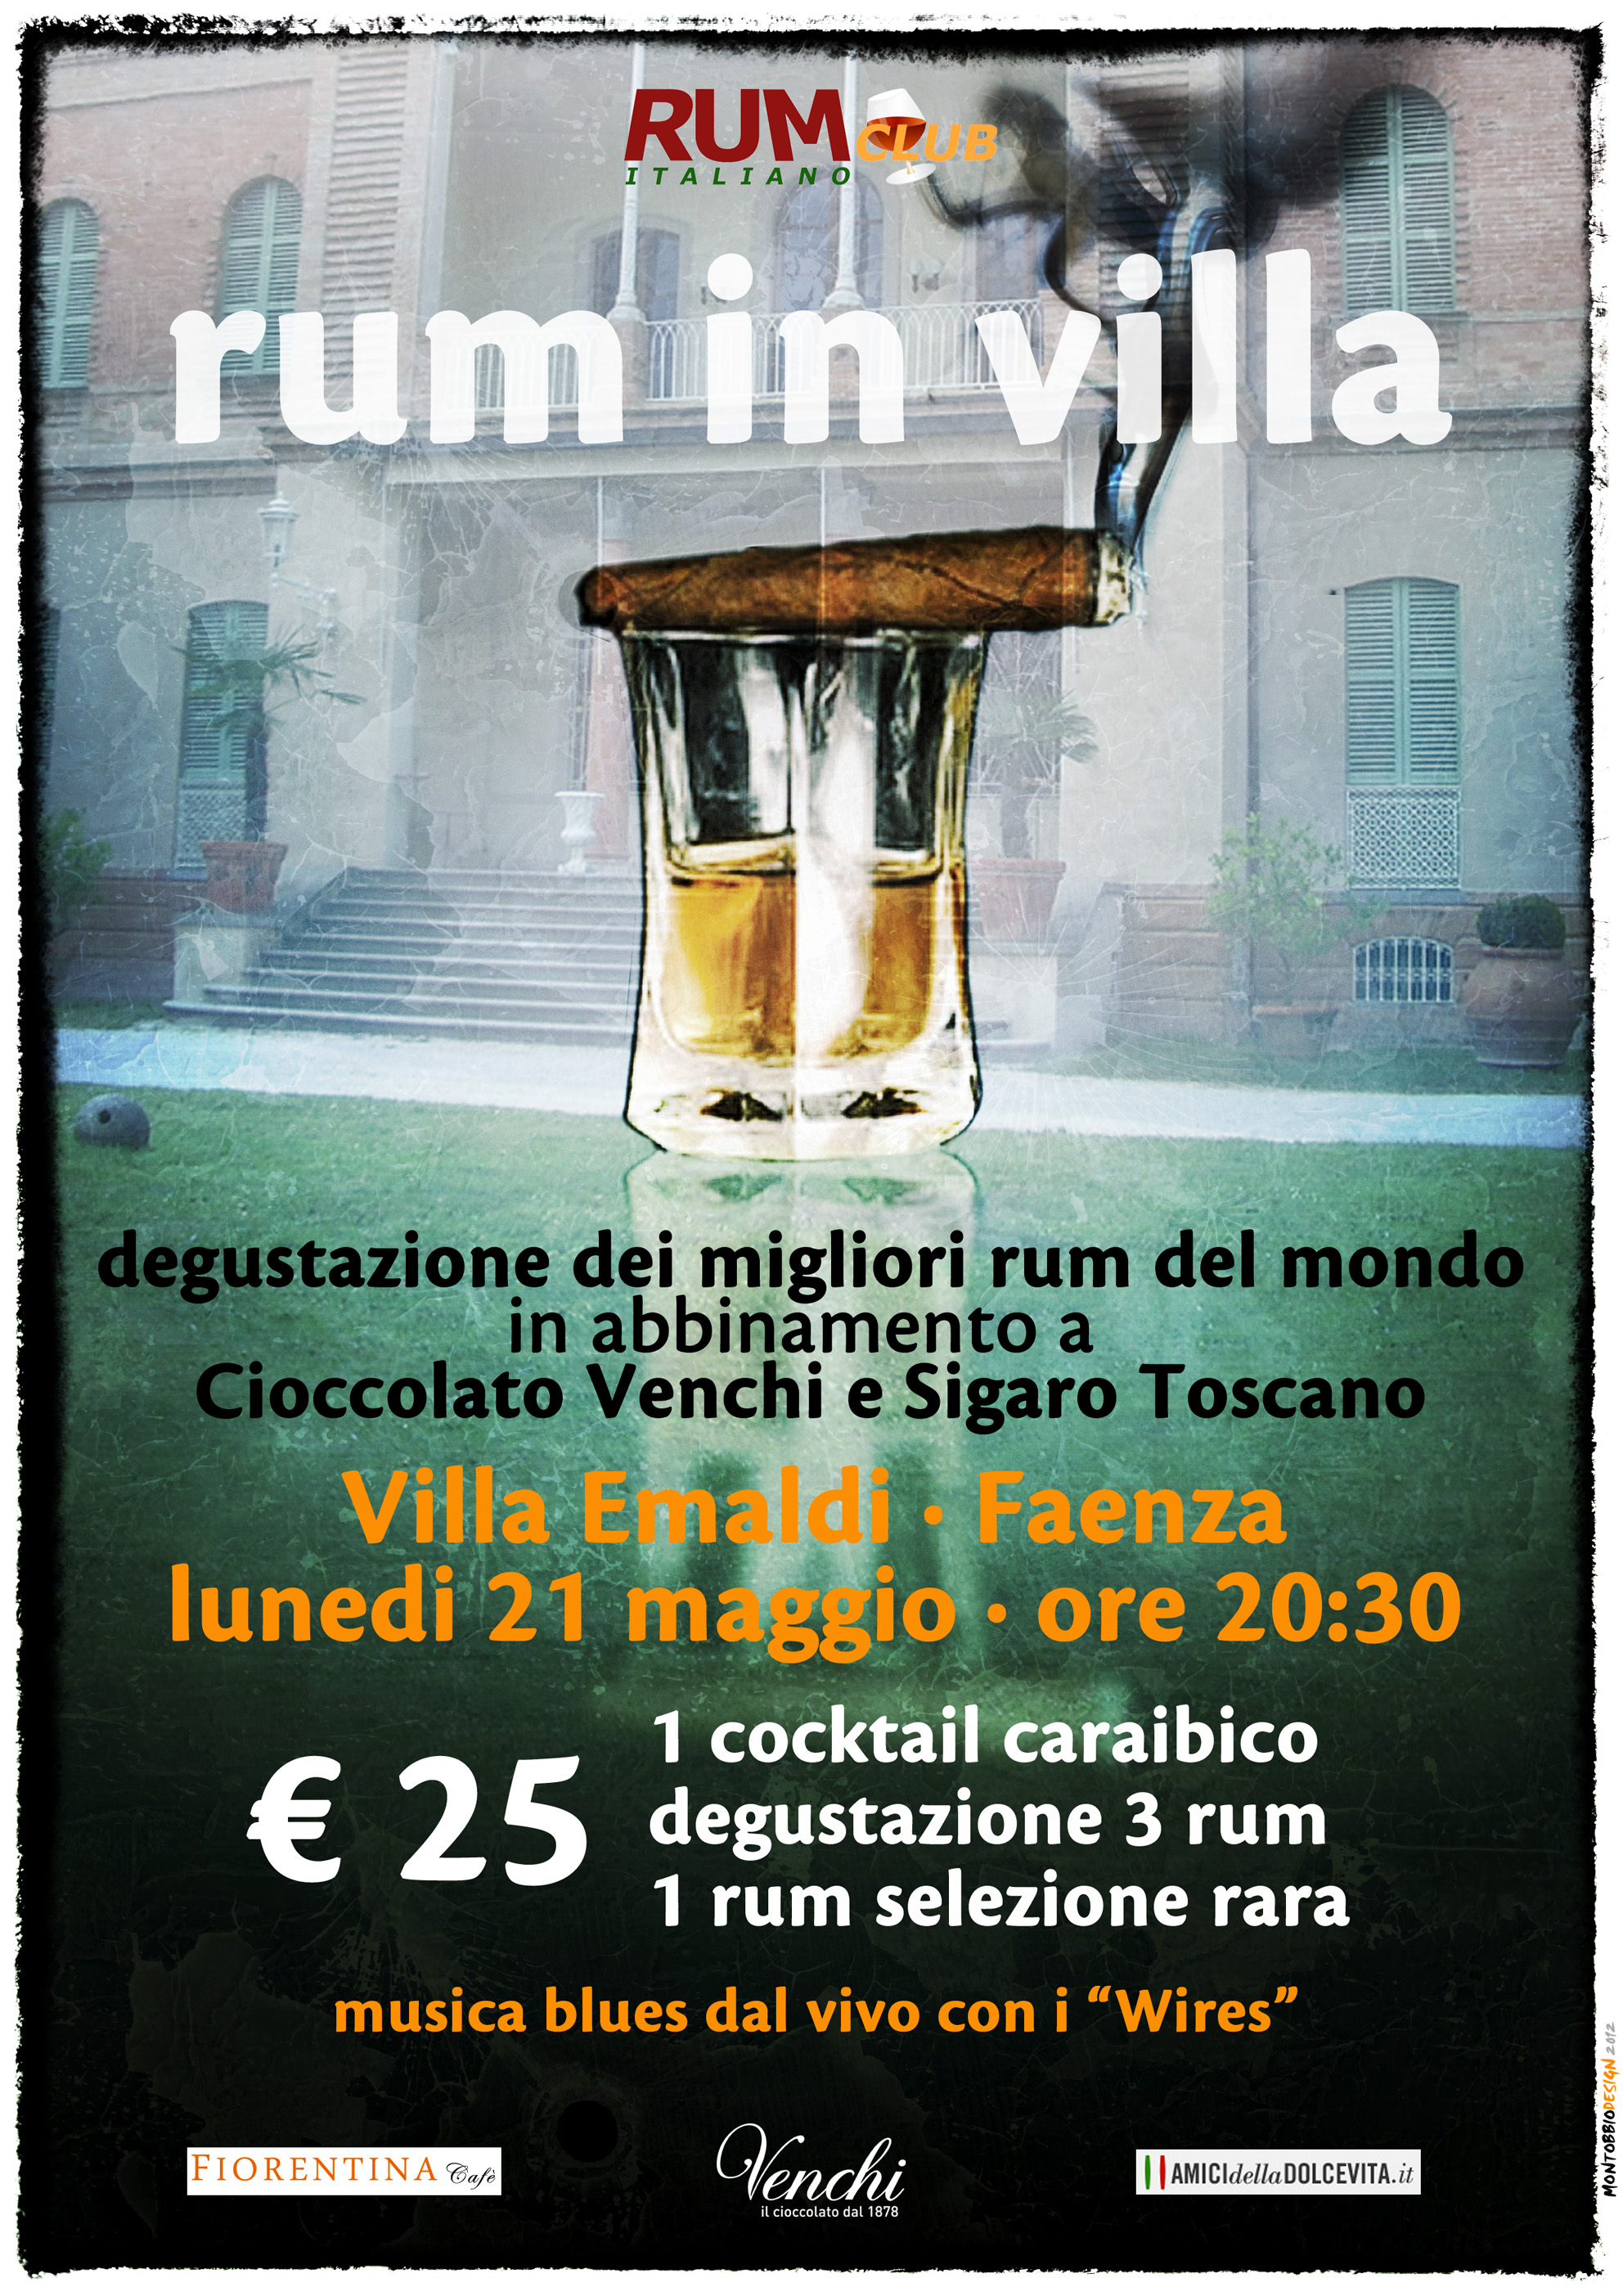 RUM CLUB
ITALIANO
rum in villa
degustazione dei migliori rum del mondo
in abbinamento a
Cioccolato Venchi e Sigaro Toscano
Villa Emaldi • Faenza
lunedi 21 maggio • ore 20:30
€ 25
1 cocktail caraibico
degustazione 3 rum
1 rum selezione rara
musica blues dal vivo con i “Wires”
FIORENTINA Cafè
Venchi
il cioccolato dal 1878
AMICIdellaDOLCEVITA.it
MONTOBBIODESIGN 2012